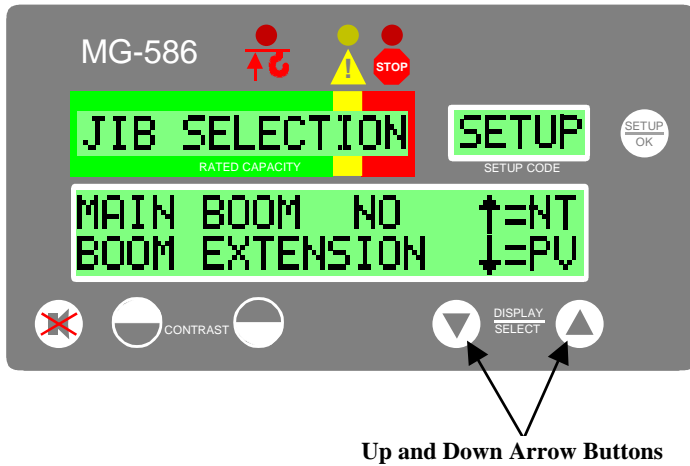 MG-586
!
STOP
JIB SELECTION
SETUP
SETUP
OK
RATED CAPACITY
SETUP CODE
MAIN BOOM NO ↑=NT
BOOM EXTENSION ↓=PV
CONTRAST
DISPLAY
SELECT
Up and Down Arrow Buttons